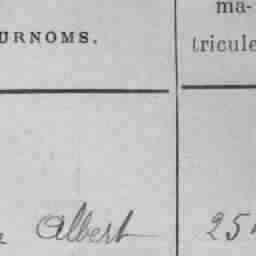 URNOMS.
ma-
tricule
Albert 25